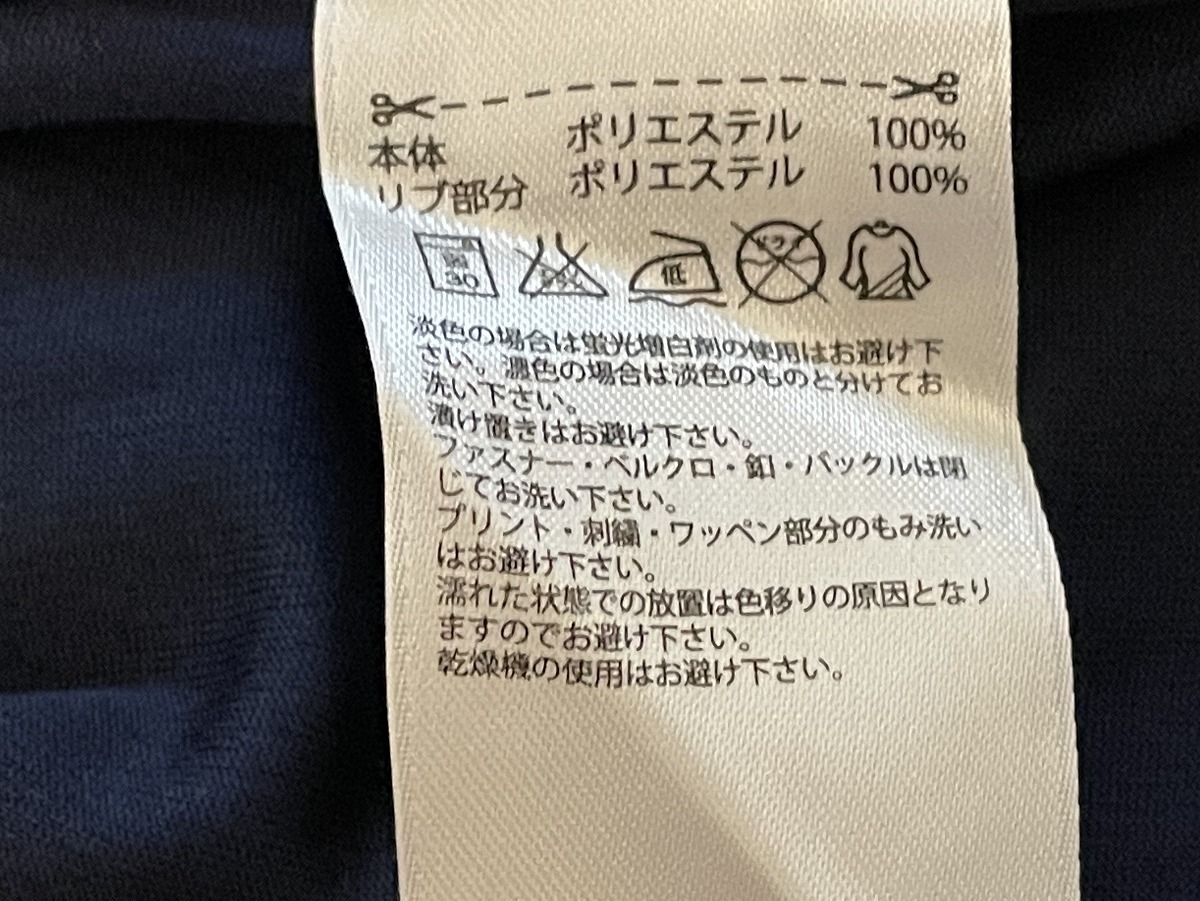 本体 ポリエステル 100%
リブ部分 ポリエステル 100%
30 低 ドライ
淡色の場合は蛍光増白剤の使用はお避け下
さい。濃色の場合は淡色のものと分けてお
洗い下さい。
漬け置きはお避け下さい。
ファスナー・ベルクロ・釦・バックルは閉
じてお洗い下さい。
プリント・刺繍・ワッペン部分のもみ洗い
はお避け下さい。
濡れた状態での放置は色移りの原因となり
ますのでお避け下さい。
乾燥機の使用はお避け下さい。